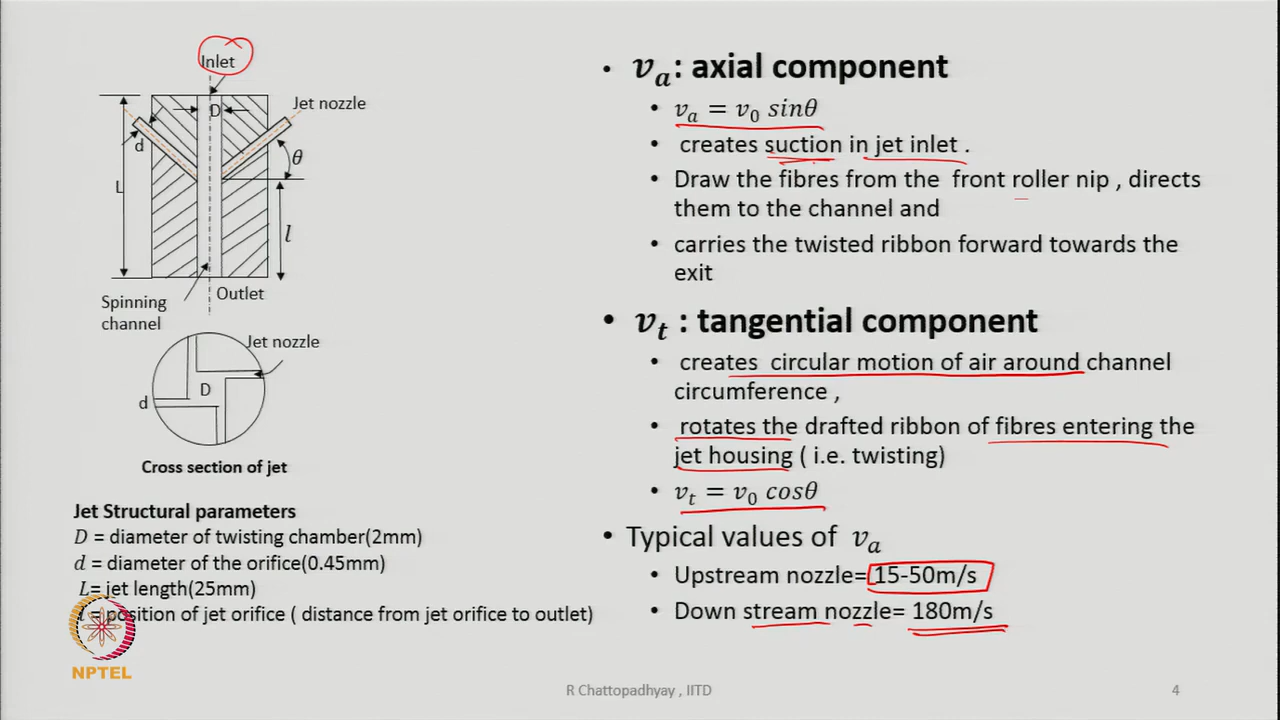 Inlet
D
Jet nozzle
d
θ
L
l
Spinning
channel
Outlet
Jet nozzle
D
d
Cross section of jet
Jet Structural parameters
D = diameter of twisting chamber(2mm)
d = diameter of the orifice(0.45mm)
L= jet length(25mm)
= position of jet orifice ( distance from jet orifice to outlet)
NPTEL
• vₐ: axial component
• vₐ = v₀ sinθ
• creates suction in jet inlet .
• Draw the fibres from the front roller nip , directs
them to the channel and
• carries the twisted ribbon forward towards the
exit
• vₜ : tangential component
• creates circular motion of air around channel
circumference ,
• rotates the drafted ribbon of fibres entering the
jet housing ( i.e. twisting)
• vₜ = v₀ cosθ
• Typical values of vₐ
• Upstream nozzle= 15-50m/s
• Down stream nozzle= 180m/s
R Chattopadhyay , IITD
4